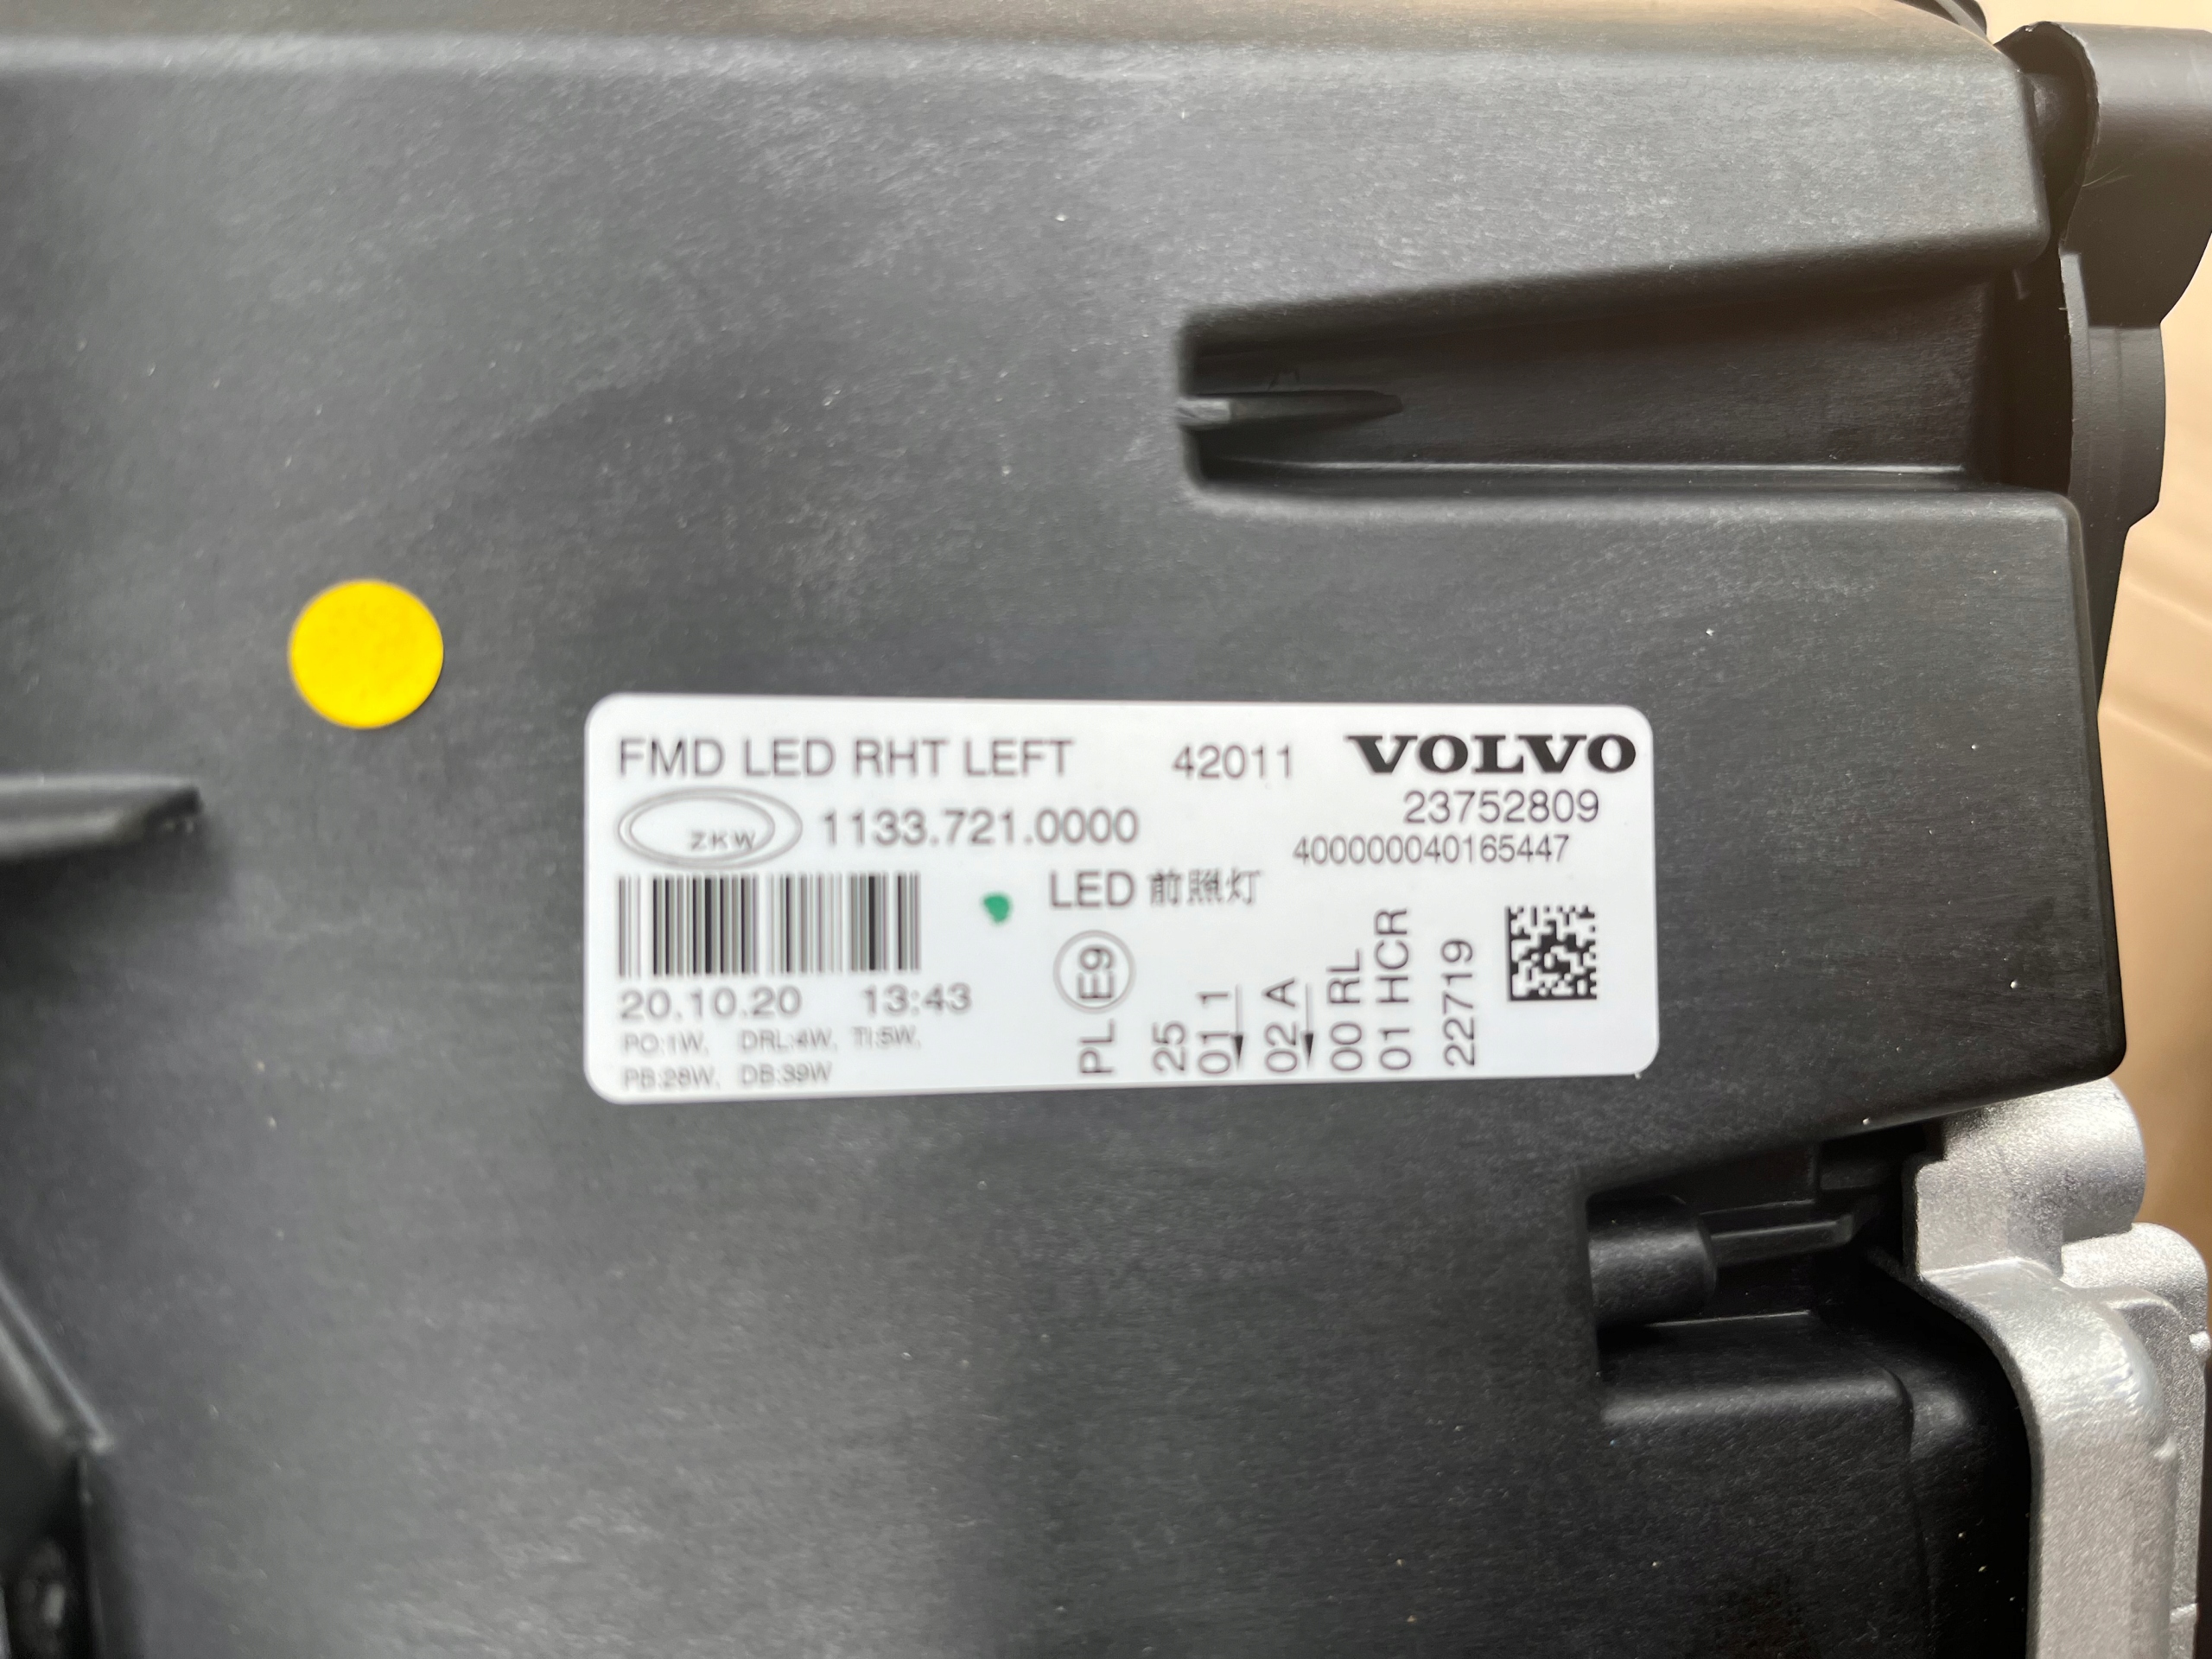 FMD LED RHT LEFT 42011 VOLVO
23752809
ZKW 1133.721.0000
400000040165447
LED 前照灯
20.10.20 13:43
PO:1W, DRL:4W, TI:5W,
PB:28W, DB:39W
E9
PL
25
01 1
02 A
00 RL
01 HCR
22719